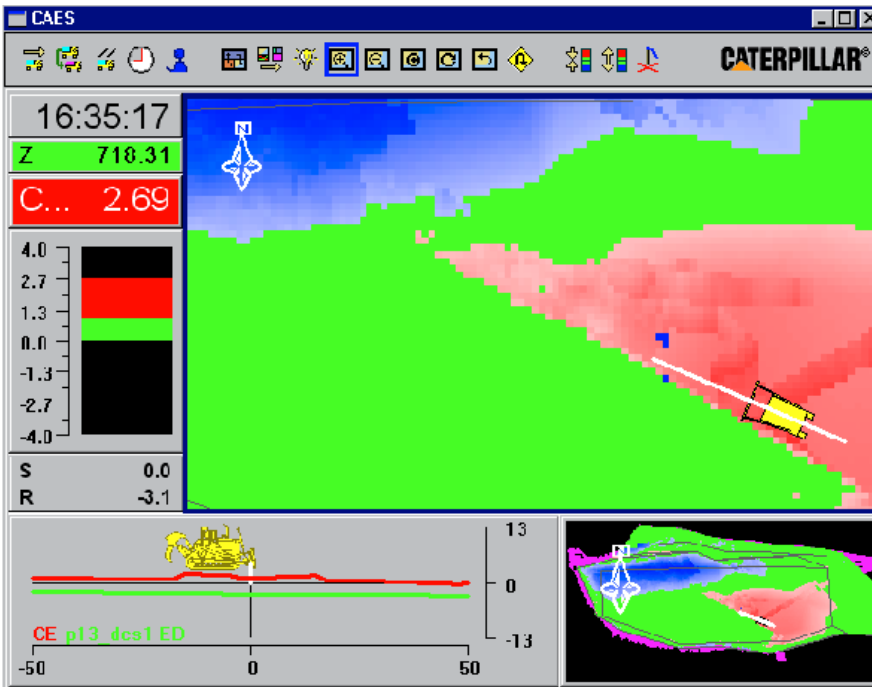 CAES
CATERPILLAR®
16:35:17
Z 718.31
C... 2.69
4.0
2.7
1.3
0.0
-1.3
-2.7
-4.0
S 0.0
R -3.1
N
13
0
-13
CE p13_dcs1 ED
-50 0 50
N